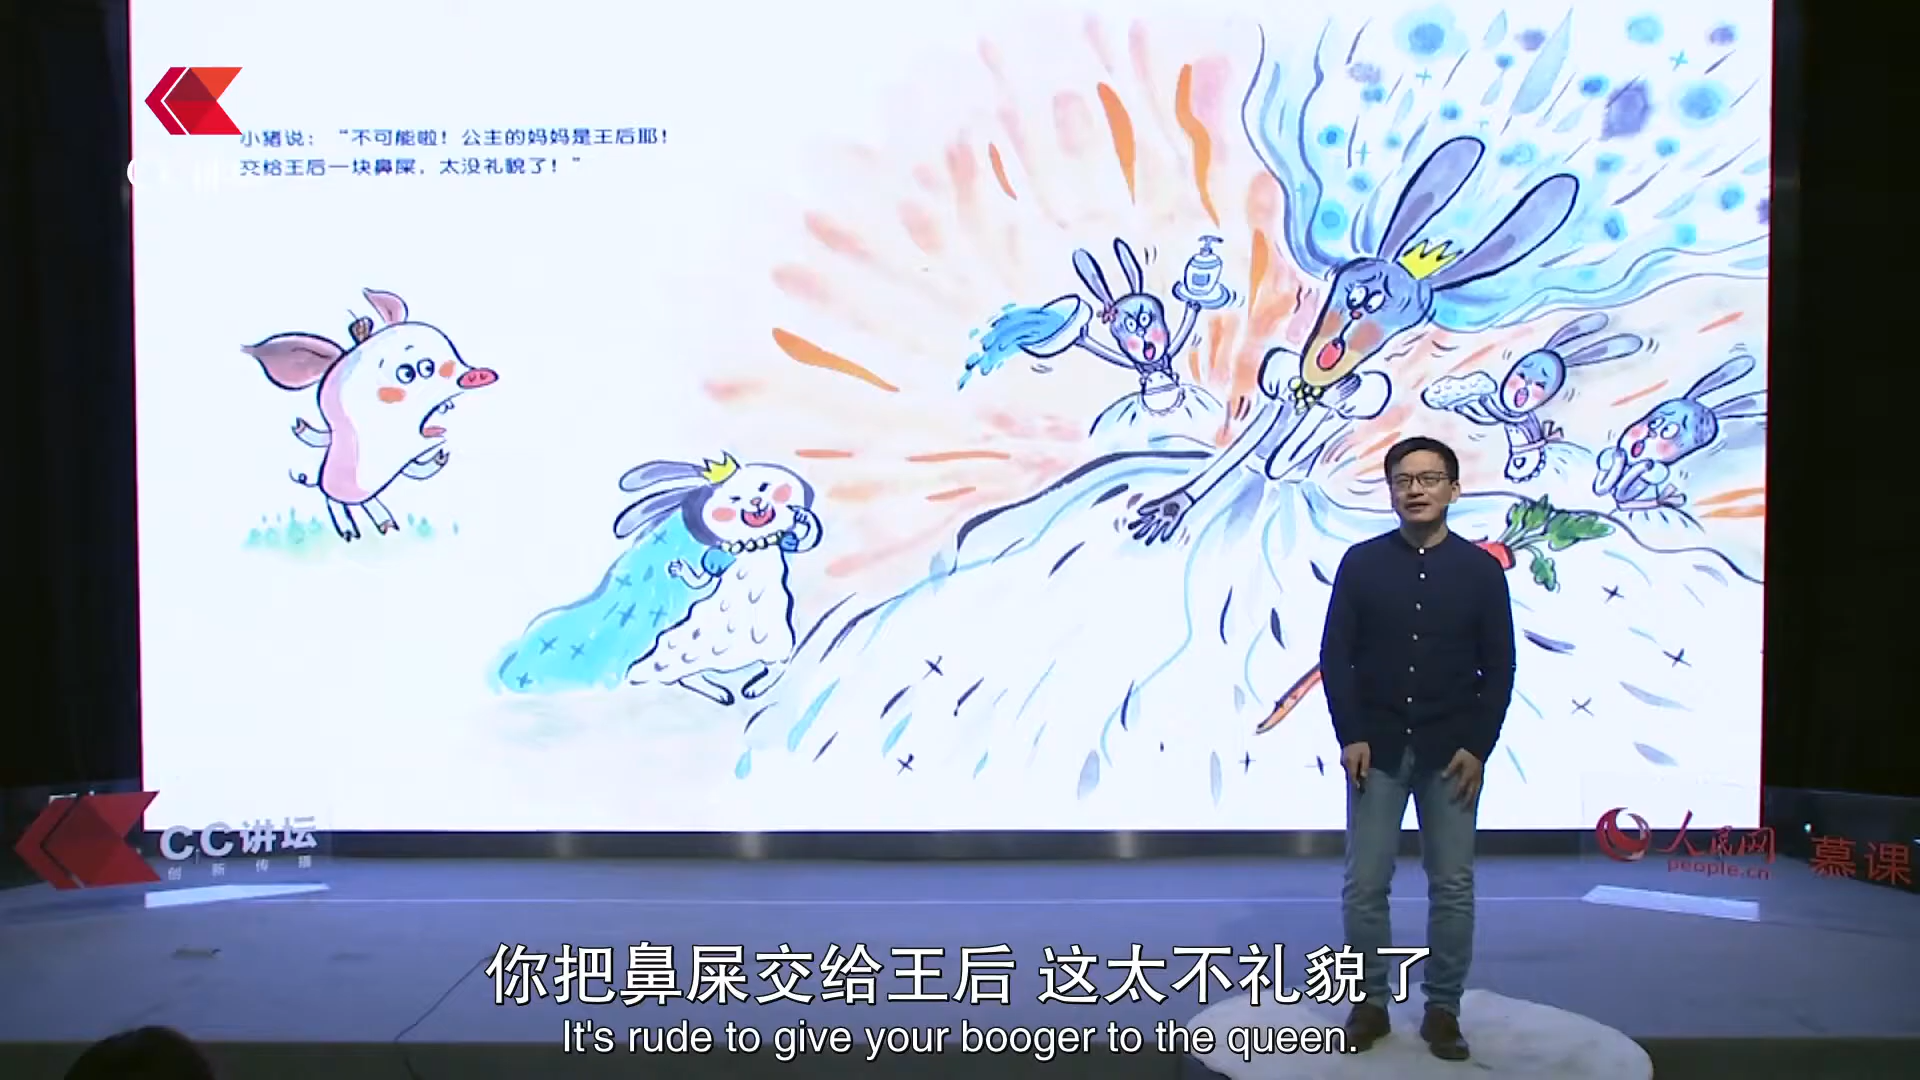 小猪说：“不可能啦！公主的妈妈是王后耶！
交给王后一块鼻屎，太没礼貌了！”
CC讲坛
创新传播
人民网
people.cn
慕课
你把鼻屎交给王后 这太不礼貌了
It's rude to give your booger to the queen.